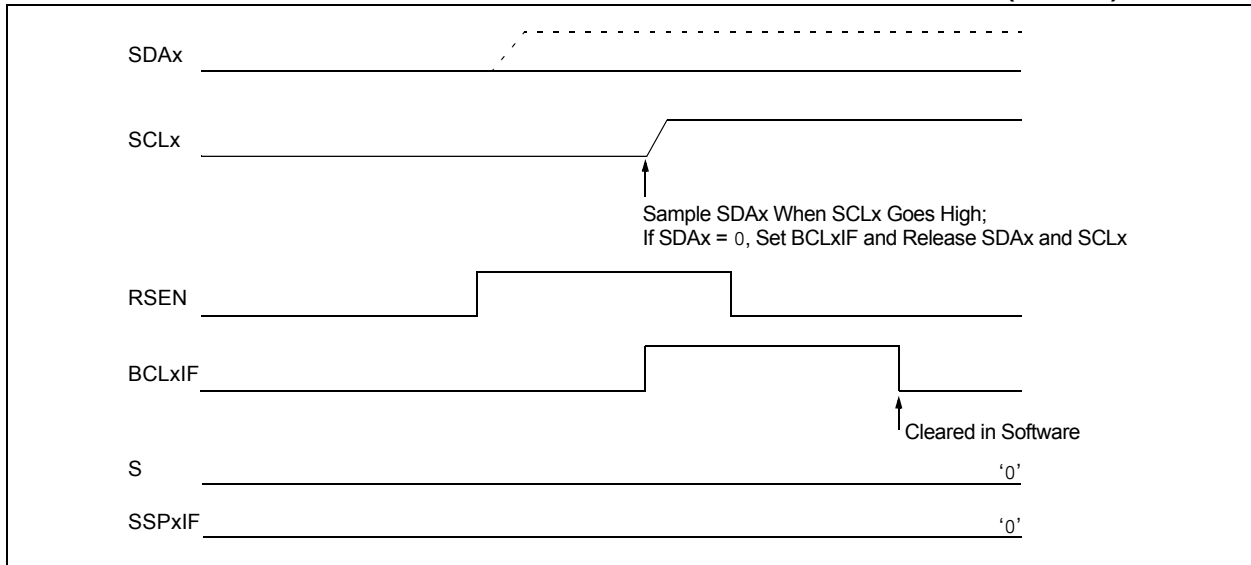 SDAx
SCLx
Sample SDAx When SCLx Goes High;
If SDAx = 0, Set BCLxIF and Release SDAx and SCLx
RSEN
BCLxIF
Cleared in Software
S
‘0’
SSPxIF
‘0’